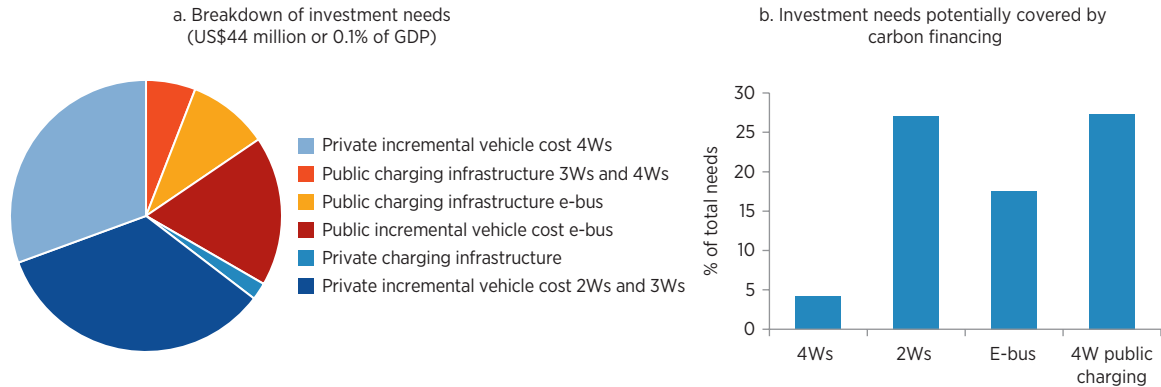 a. Breakdown of investment needs
(US$44 million or 0.1% of GDP)
Private incremental vehicle cost 4Ws
Public charging infrastructure 3Ws and 4Ws
Public charging infrastructure e-bus
Public incremental vehicle cost e-bus
Private charging infrastructure
Private incremental vehicle cost 2Ws and 3Ws
b. Investment needs potentially covered by
carbon financing
% of total needs
30
25
20
15
10
5
0
4Ws
2Ws
E-bus
4W public
charging